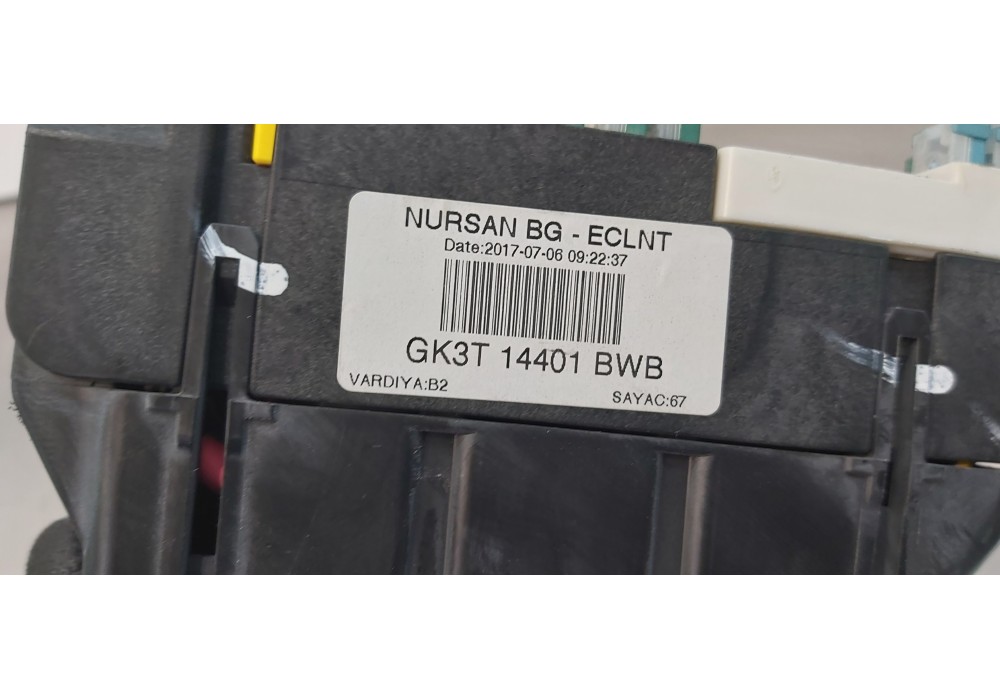 NURSAN BG - ECLNT
Date:2017-07-06 09:22:37
GK3T 14401 BWB
VARDIYA:B2 SAYAC:67